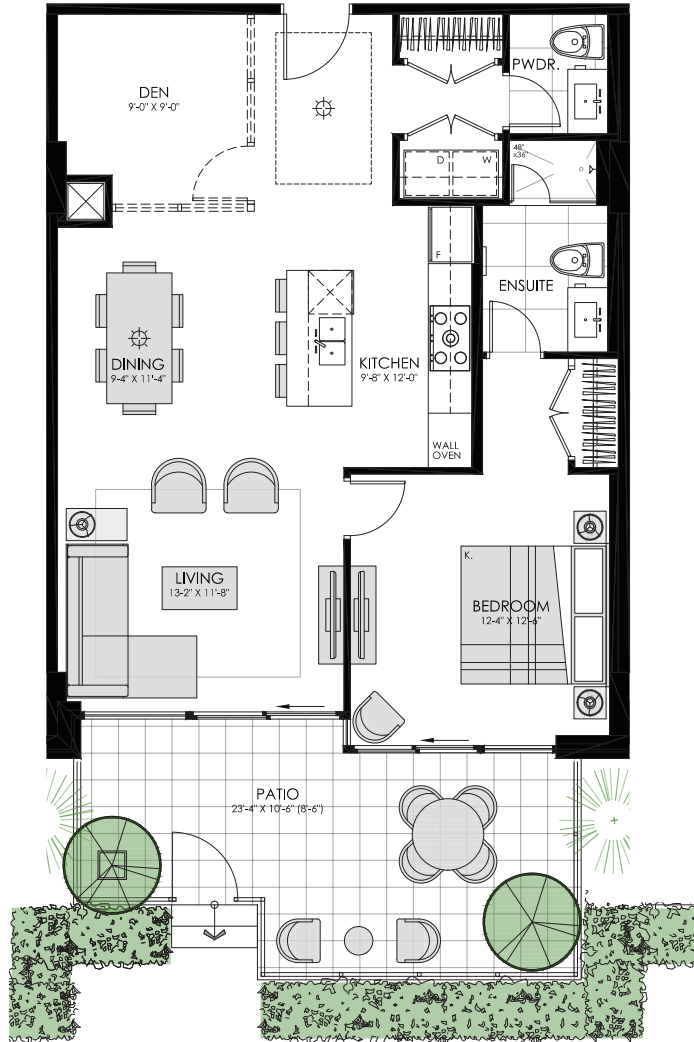 PWDR.
DEN
9'-0" X 9'-0"
48"
x36"
D
W
F
ENSUITE
DINING
9'-4" X 11'-4"
KITCHEN
9'-8" X 12'-0"
WALL
OVEN
K.
LIVING
13'-2" X 11'-8"
BEDROOM
12'-4" X 12'-6"
PATIO
23'-4" X 10'-6" (8'-6")